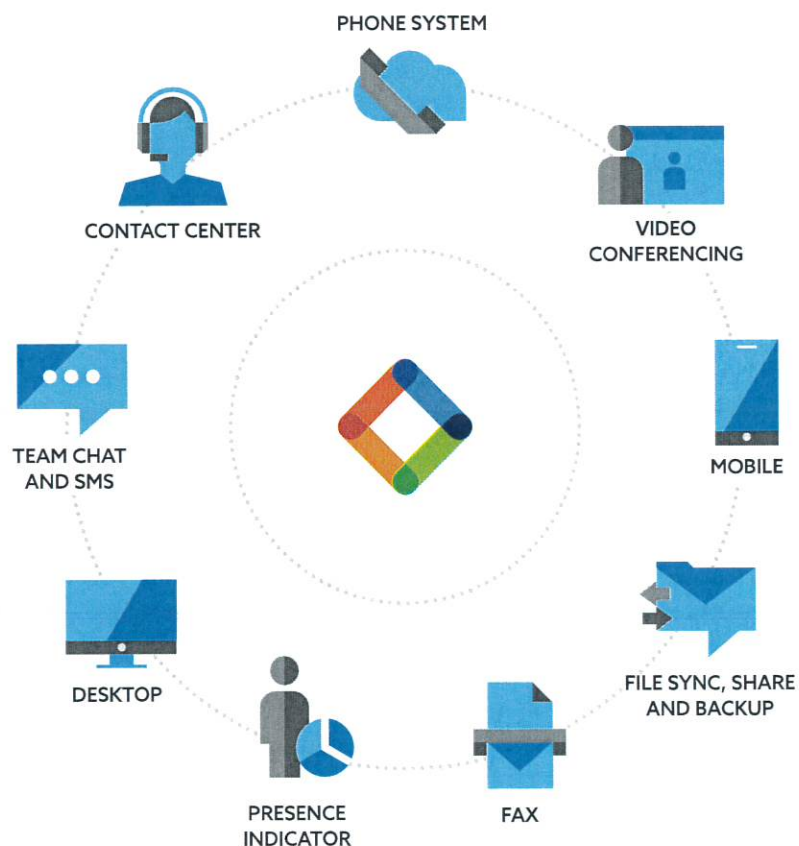 PHONE SYSTEM
VIDEO
CONFERENCING
MOBILE
FILE SYNC, SHARE
AND BACKUP
FAX
PRESENCE
INDICATOR
DESKTOP
TEAM CHAT
AND SMS
CONTACT CENTER